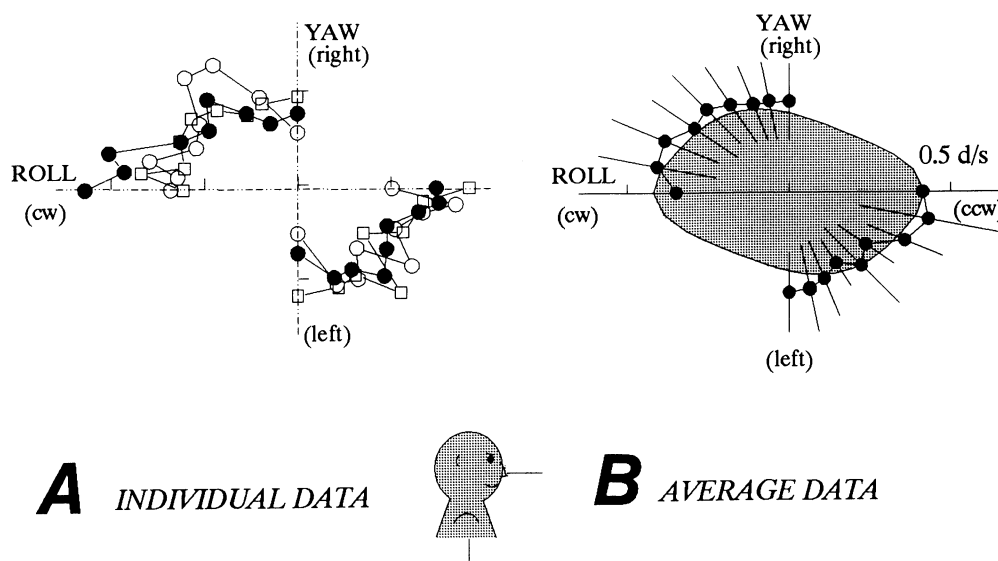 YAW
(right)
ROLL
(cw)
(left)
YAW
(right)
0.5 d/s
ROLL
(cw)
(ccw)
(left)
A INDIVIDUAL DATA
B AVERAGE DATA